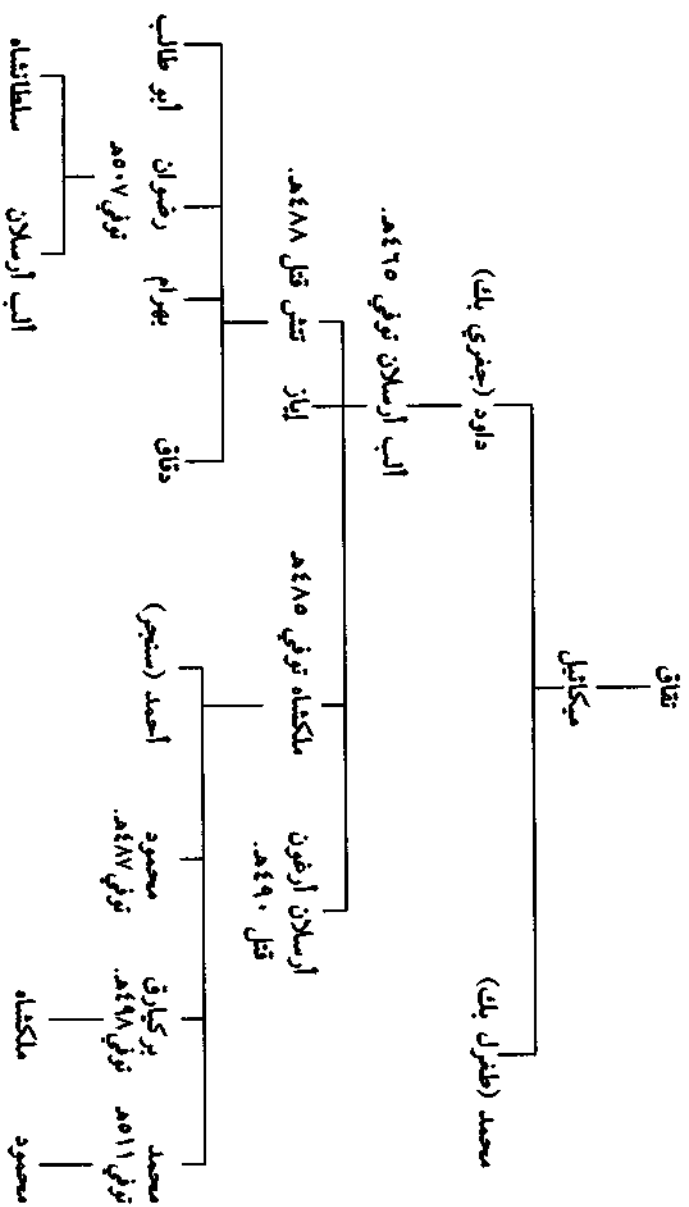 تقاق
ميكائيل
محمد (طغرل بك)
داود (جغري بك)
ألب أرسلان توفي ٤٦٥هـ.
أرسلان أرغون
قتل ٤٩٠هـ.
ملكشاه توفي ٤٨٥هـ
إياز
تتش قتل ٤٨٨هـ.
محمد
توفي ٥١١هـ
بركيارق
توفي ٤٩٨هـ.
محمود
توفي ٤٨٧هـ.
أحمد (سنجر)
دقاق
بهرام
رضوان
توفي ٥٠٧هـ
أبو طالب
محمود
ملكشاه
ألب أرسلان
سلطانشاه